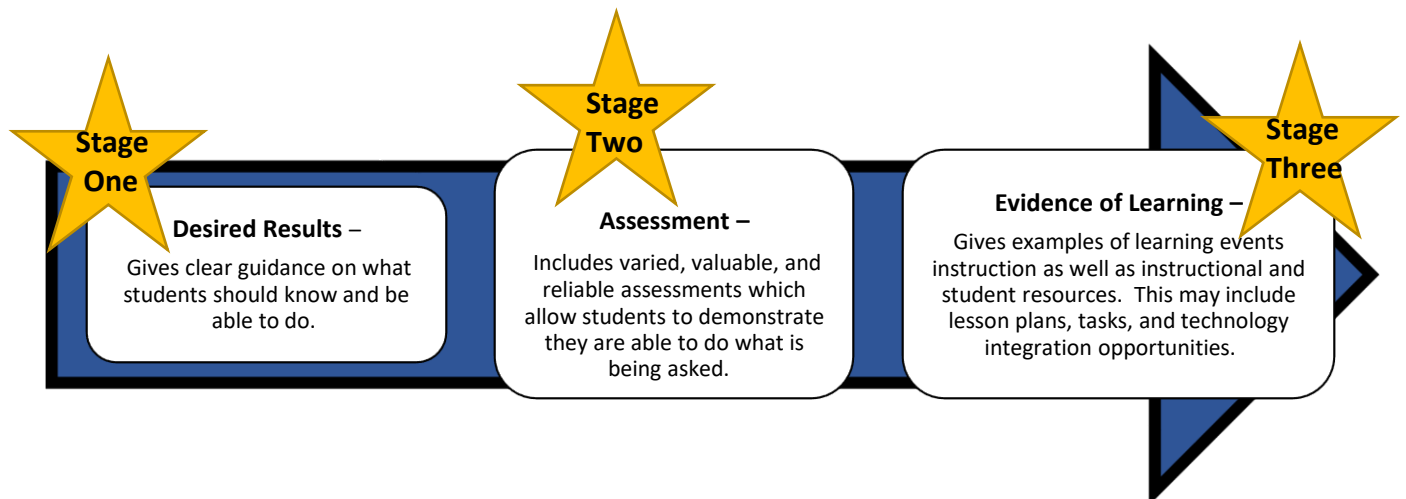 Stage
One
Desired Results –
Gives clear guidance on what
students should know and be
able to do.
Stage
Two
Assessment –
Includes varied, valuable, and
reliable assessments which
allow students to demonstrate
they are able to do what is
being asked.
Stage
Three
Evidence of Learning –
Gives examples of learning events
instruction as well as instructional and
student resources.  This may include
lesson plans, tasks, and technology
integration opportunities.